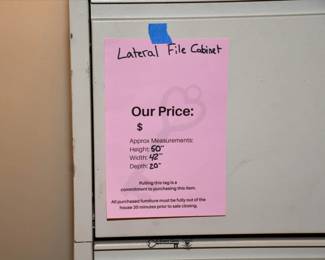 Lateral File Cabinet
Our Price:
$
Approx Measurements:
Height: 50"
Width: 42"
Depth: 20"
Pulling this tag is a
commitment to purchasing this item.
All purchased furniture must be fully out of the
house 30 minutes prior to sale closing.